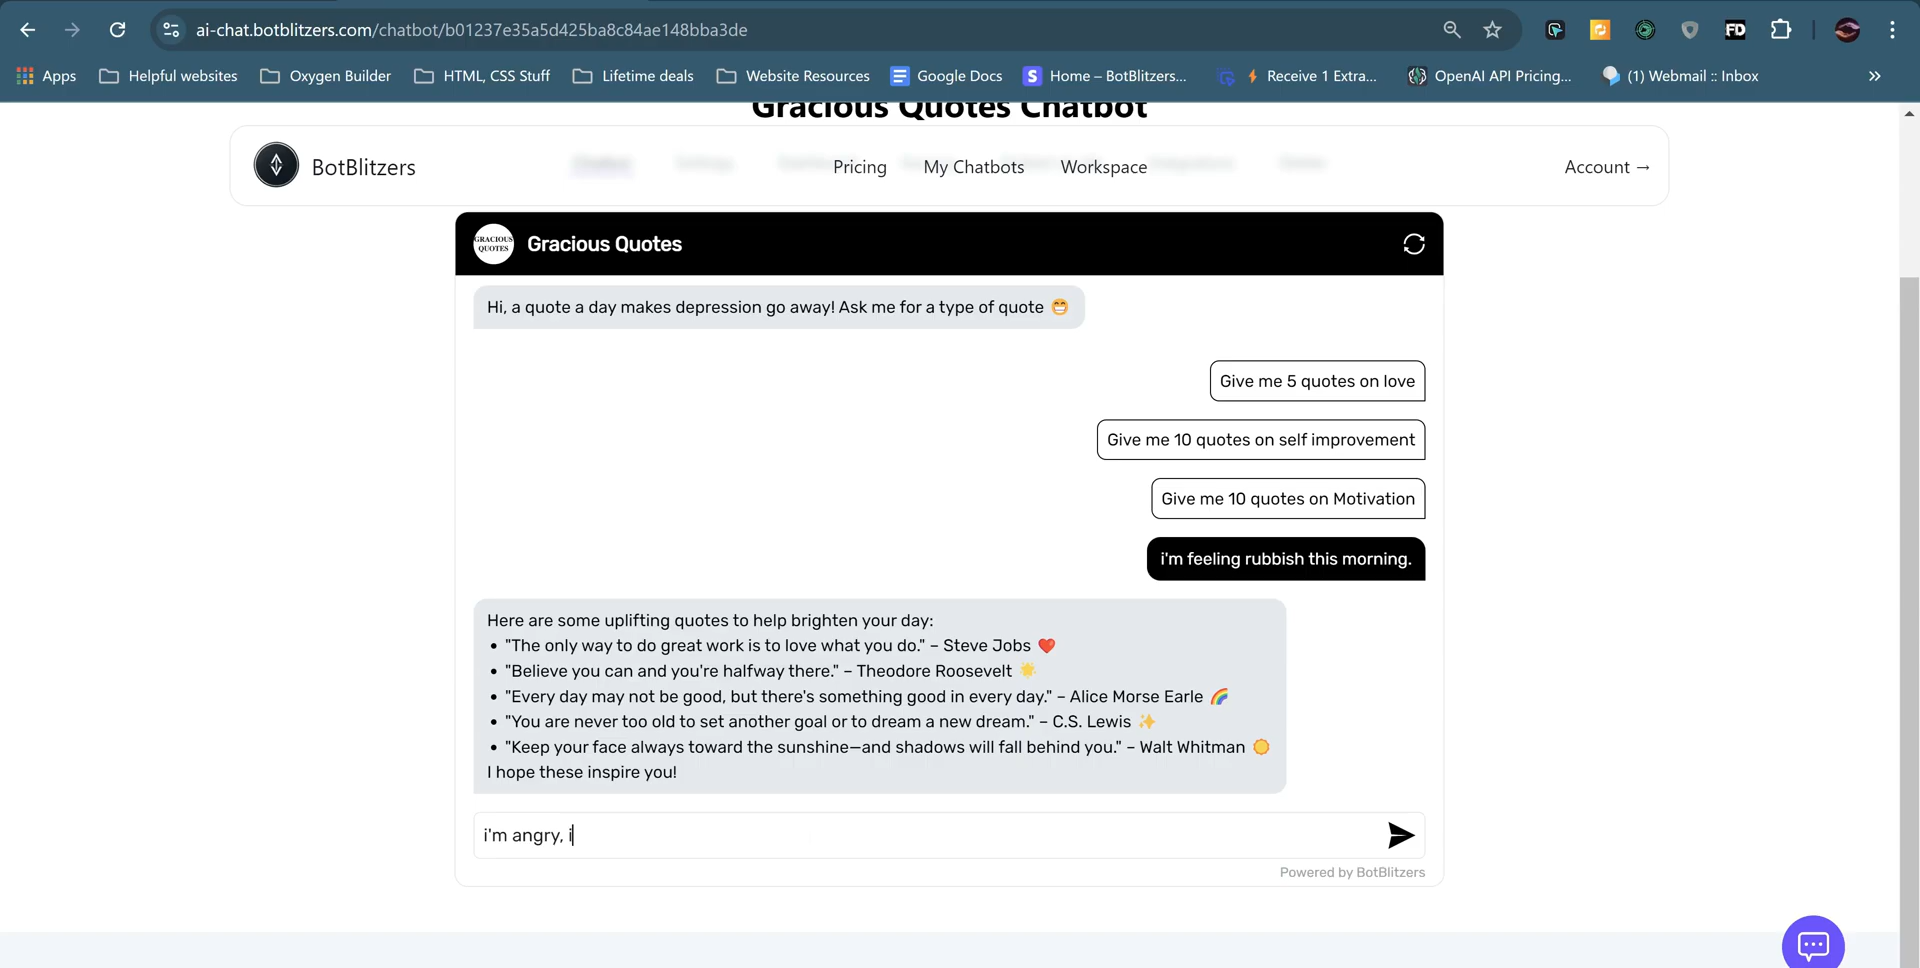 ai-chat.botblitzers.com/chatbot/b01237e35a5d425ba8c84ae148bba3de
FD
Apps
Helpful websites
Oxygen Builder
HTML, CSS Stuff
Lifetime deals
Website Resources
Google Docs
S
Home – BotBlitzers...
Receive 1 Extra...
OpenAI API Pricing...
(1) Webmail :: Inbox
Gracious Quotes Chatbot
BotBlitzers
Pricing
My Chatbots
Workspace
Account →
GRACIOUS
QUOTES
Gracious Quotes
Hi, a quote a day makes depression go away! Ask me for a type of quote 😁
Give me 5 quotes on love
Give me 10 quotes on self improvement
Give me 10 quotes on Motivation
i'm feeling rubbish this morning.
Here are some uplifting quotes to help brighten your day:
• "The only way to do great work is to love what you do." – Steve Jobs ❤️
• "Believe you can and you're halfway there." – Theodore Roosevelt 🌟
• "Every day may not be good, but there's something good in every day." – Alice Morse Earle 🌈
• "You are never too old to set another goal or to dream a new dream." – C.S. Lewis ✨
• "Keep your face always toward the sunshine—and shadows will fall behind you." – Walt Whitman 🌞
I hope these inspire you!
i'm angry, i
Powered by BotBlitzers